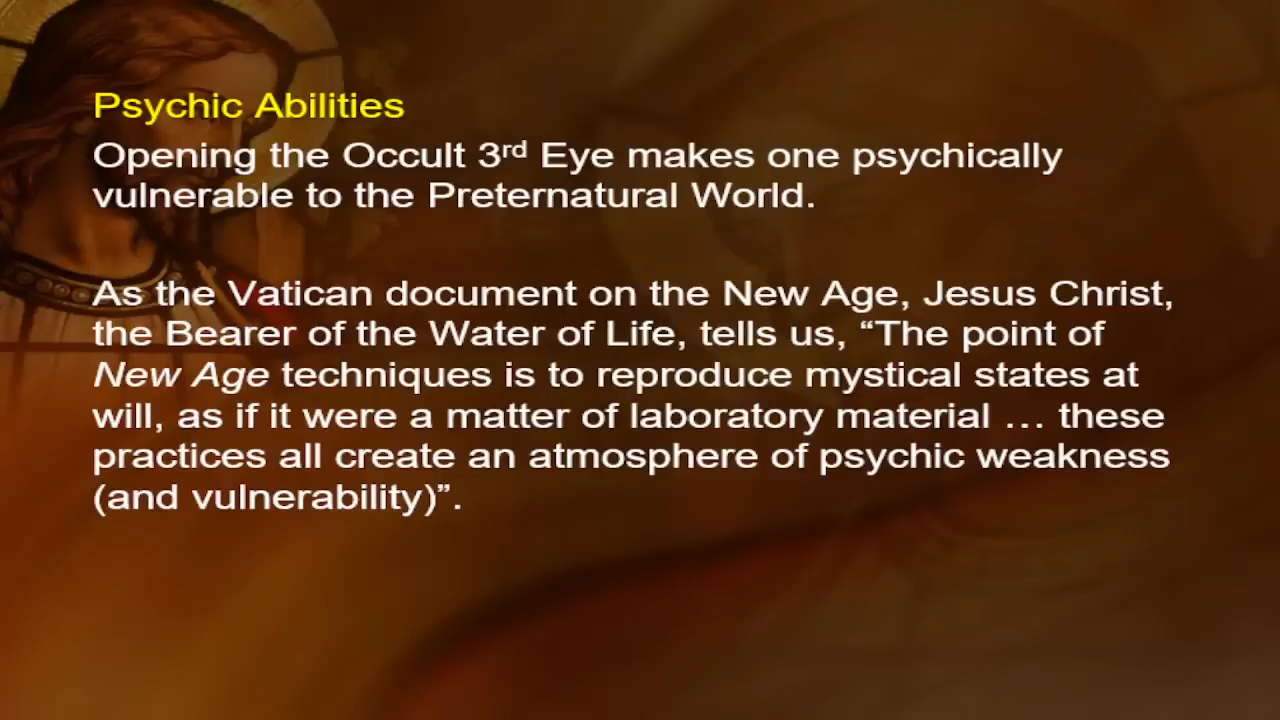 Psychic Abilities
Opening the Occult 3rd Eye makes one psychically
vulnerable to the Preternatural World.
As the Vatican document on the New Age, Jesus Christ,
the Bearer of the Water of Life, tells us, “The point of
New Age techniques is to reproduce mystical states at
will, as if it were a matter of laboratory material … these
practices all create an atmosphere of psychic weakness
(and vulnerability)”.